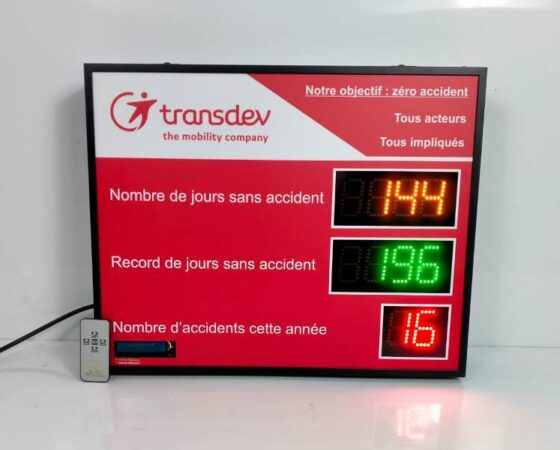 transdev
the mobility company
Notre objectif : zéro accident
Tous acteurs
Tous impliqués
Nombre de jours sans accident
144
Record de jours sans accident
196
Nombre d'accidents cette année
16